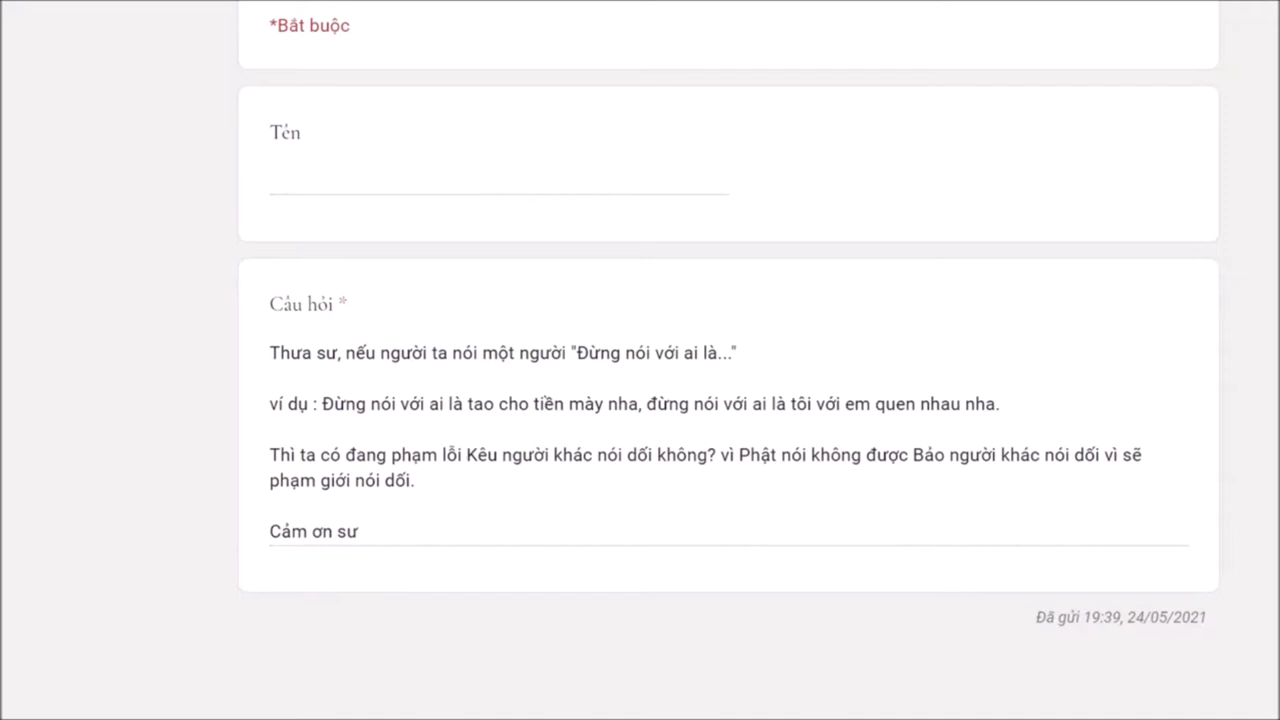 *Bắt buộc
Tên
Câu hỏi *
Thưa sư, nếu người ta nói một người "Đừng nói với ai là..."
ví dụ : Đừng nói với ai là tao cho tiền mày nha, đừng nói với ai là tôi với em quen nhau nha.
Thì ta có đang phạm lỗi Kêu người khác nói dối không? vì Phật nói không được Bảo người khác nói dối vì sẽ
phạm giới nói dối.
Cảm ơn sư
Đã gửi 19:39, 24/05/2021